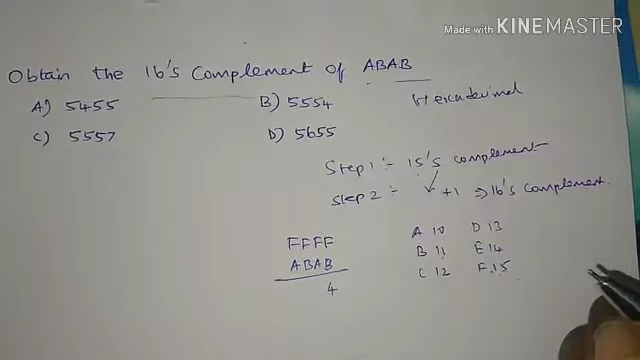 Made with KINEMASTER
Obtain the 16's Complement of ABAB
A) 5455 B) 5554 Hexadecimal
C) 5557 D) 5655
Step 1 :- 15's complement
Step 2 :- ✓ +1 ⇒ 16's complement.
FFFF A 10 D 13
ABAB B 11 E 14
4 C 12 F 15